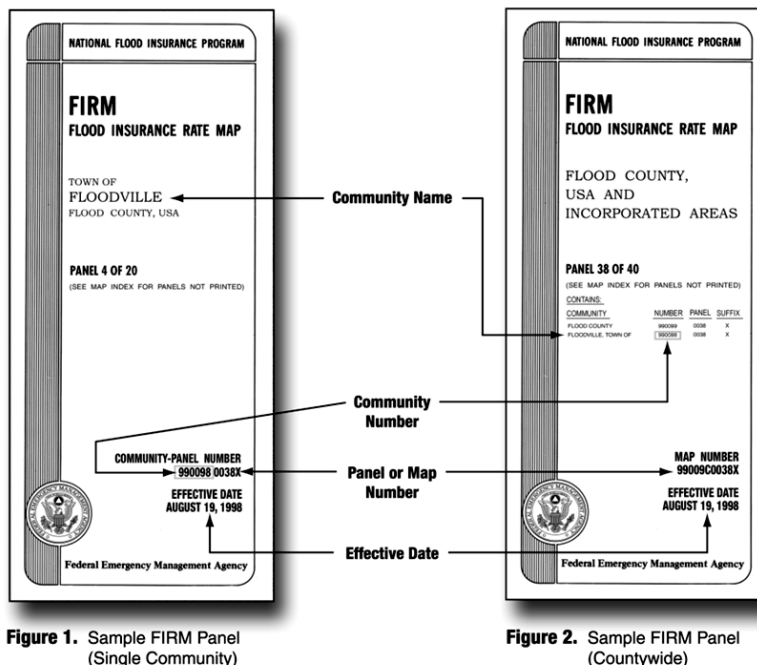 NATIONAL FLOOD INSURANCE PROGRAM
FIRM
FLOOD INSURANCE RATE MAP
TOWN OF
FLOODVILLE
FLOOD COUNTY, USA
PANEL 4 OF 20
(SEE MAP INDEX FOR PANELS NOT PRINTED)
COMMUNITY-PANEL NUMBER
990098 0038X
EFFECTIVE DATE
AUGUST 19, 1998
Federal Emergency Management Agency
Figure 1. Sample FIRM Panel
(Single Community)
Community Name
Community
Number
Panel or Map
Number
Effective Date
NATIONAL FLOOD INSURANCE PROGRAM
FIRM
FLOOD INSURANCE RATE MAP
FLOOD COUNTY,
USA AND
INCORPORATED AREAS
PANEL 38 OF 40
(SEE MAP INDEX FOR PANELS NOT PRINTED)
CONTAINS:
COMMUNITY NUMBER PANEL SUFFIX
FLOOD COUNTY 990099 0038 X
FLOODVILLE, TOWN OF 990098 0038 X
MAP NUMBER
99009C0038X
EFFECTIVE DATE
AUGUST 19, 1998
Federal Emergency Management Agency
Figure 2. Sample FIRM Panel
(Countywide)